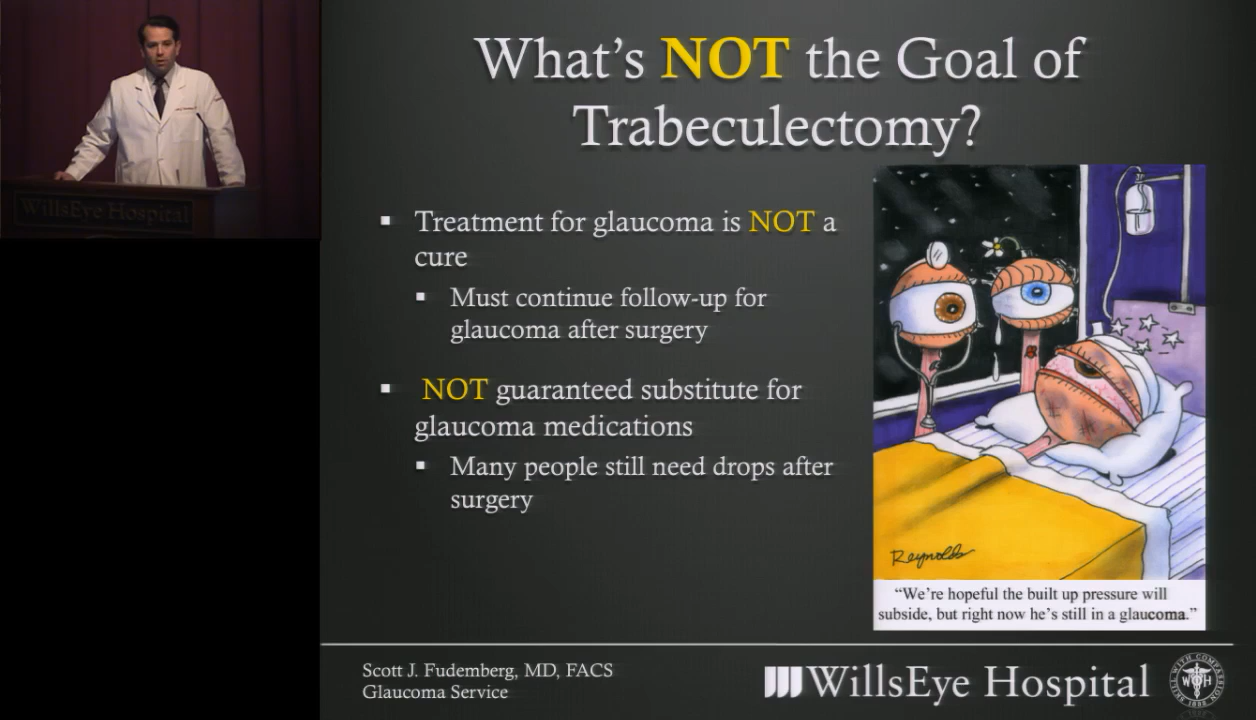 What's NOT the Goal of
Trabeculectomy?
WillsEye Hospital
▪ Treatment for glaucoma is NOT a
cure
▪ Must continue follow-up for
glaucoma after surgery
▪ NOT guaranteed substitute for
glaucoma medications
▪ Many people still need drops after
surgery
Reynolds
“We're hopeful the built up pressure will
subside, but right now he's still in a glaucoma.”
Scott J. Fudemberg, MD, FACS
Glaucoma Service
WillsEye Hospital
SKILL WITH COMPASSION
W H